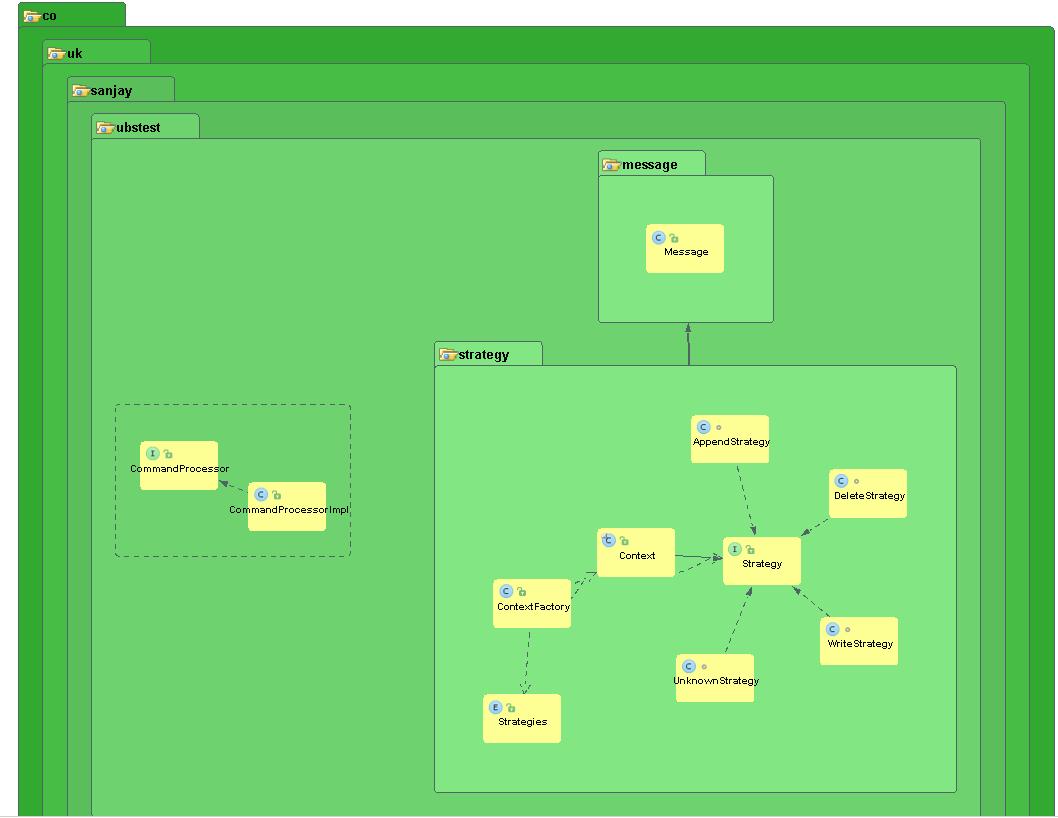 co
uk
sanjay
ubstest
message
C
Message
strategy
C
AppendStrategy
I
CommandProcessor
C
DeleteStrategy
C
CommandProcessorImpl
C
Context
I
Strategy
C
ContextFactory
C
WriteStrategy
C
UnknownStrategy
E
Strategies